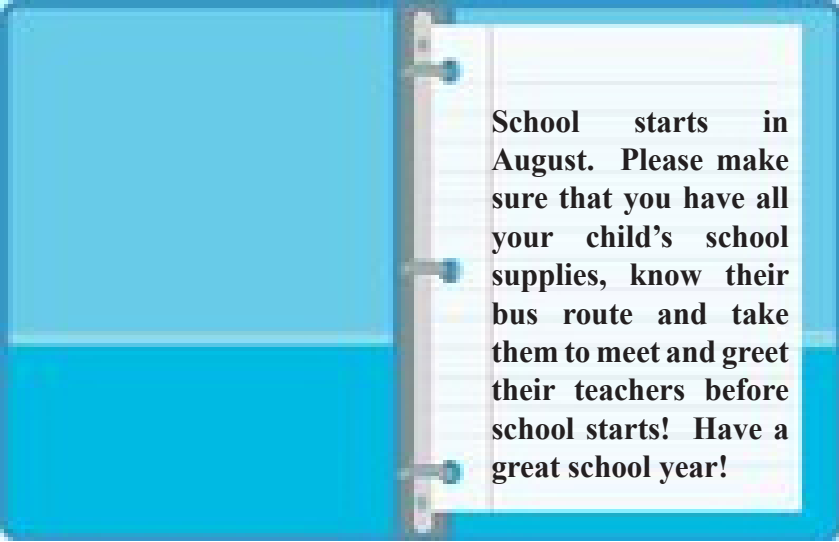 School starts in
August. Please make
sure that you have all
your child’s school
supplies, know their
bus route and take
them to meet and greet
their teachers before
school starts! Have a
great school year!